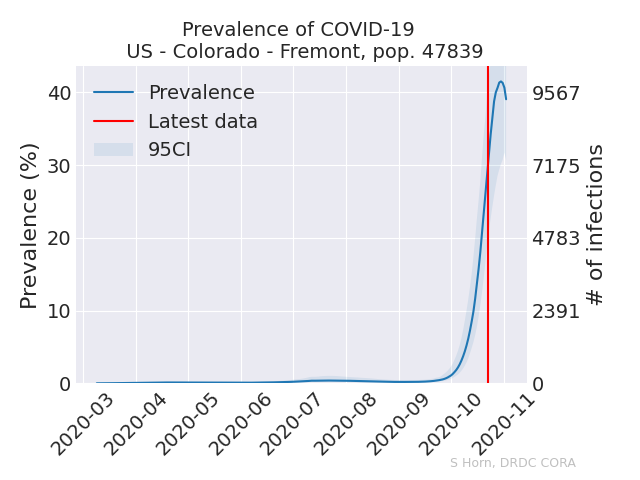 Prevalence of COVID-19
US - Colorado - Fremont, pop. 47839
Prevalence
Latest data
95CI
Prevalence (%)
40
30
20
10
0
9567
7175
4783
2391
0
# of infections
2020-03
2020-04
2020-05
2020-06
2020-07
2020-08
2020-09
2020-10
2020-11
S Horn, DRDC CORA